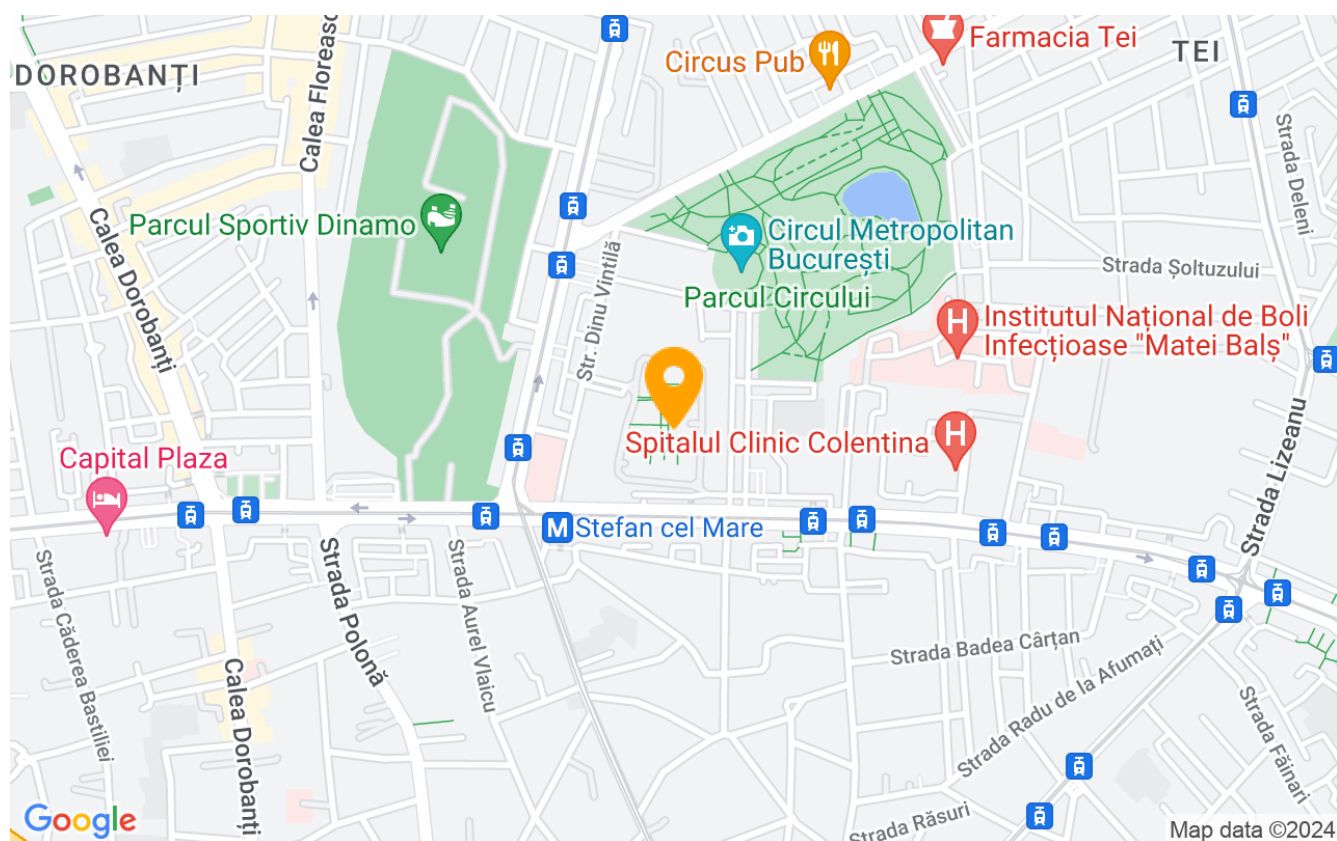 Farmacia Tei
DOROBANȚI
Calea Floreasc
Circus Pub
TEI
Strada Deleni
Parcul Sportiv Dinamo
Calea Dorobanți
Str. Dinu Vintilă
Circul Metropolitan
București
Parcul Circului
Strada Șoltuzului
H
Institutul Național de Boli
Infecțioase "Matei Balș"
Spitalul Clinic Colentina
H
Strada Lizeanu
Capital Plaza
M Stefan cel Mare
Strada Căderea Bastiliei
Strada Polonă
Strada Aurel Vlaicu
Strada Badea Cârțan
Strada Radu de la Afumați
Calea Dorobanți
Strada Făinari
Strada Răsuri
Google
Map data ©2024